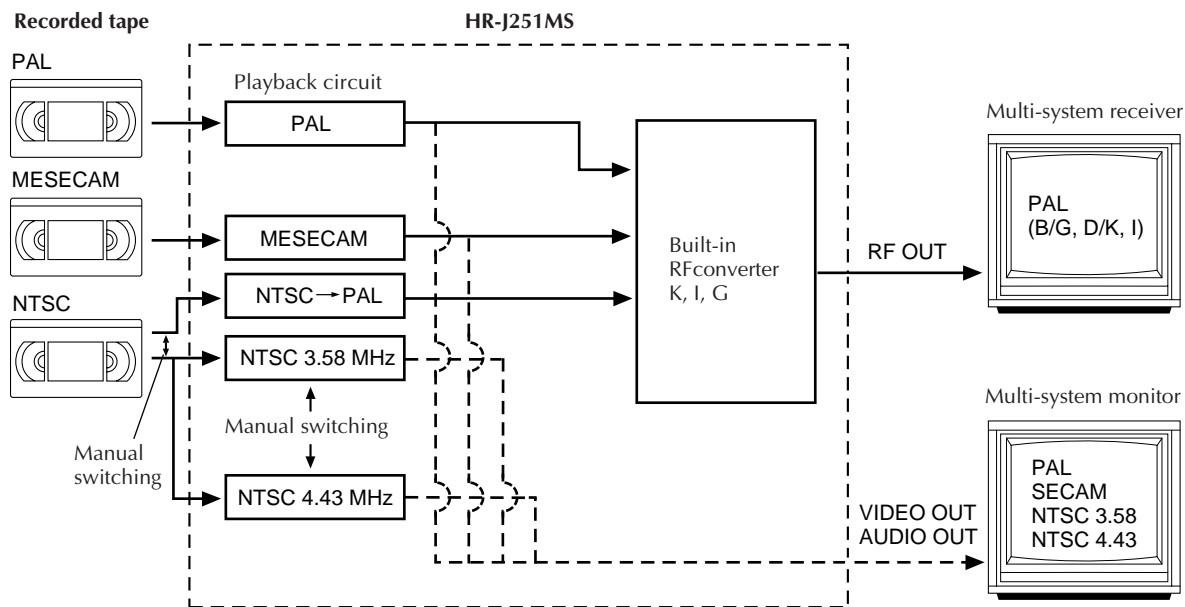 Recorded tape
HR-J251MS
PAL
Playback circuit
PAL
Multi-system receiver
PAL
(B/G, D/K, I)
MESECAM
MESECAM
Built-in
RFconverter
K, I, G
RF OUT
NTSC
NTSC→PAL
NTSC 3.58 MHz
Manual
switching
Manual switching
NTSC 4.43 MHz
Multi-system monitor
PAL
SECAM
NTSC 3.58
NTSC 4.43
VIDEO OUT
AUDIO OUT